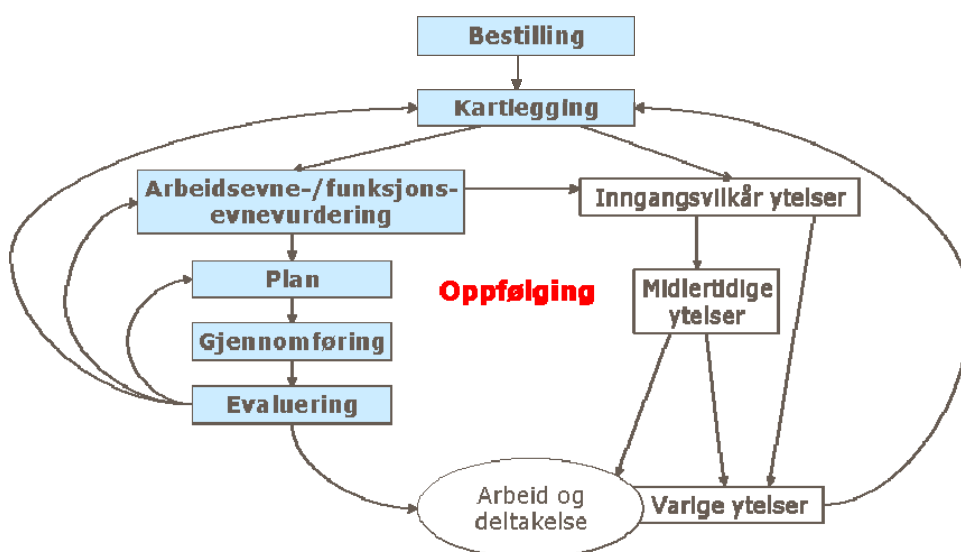 Bestilling
Kartlegging
Arbeidsevne-/funksjons-
evnevurdering
Inngangsvilkår ytelser
Plan
Oppfølging
Midlertidige
ytelser
Gjennomføring
Evaluering
Arbeid og
deltakelse
Varige ytelser